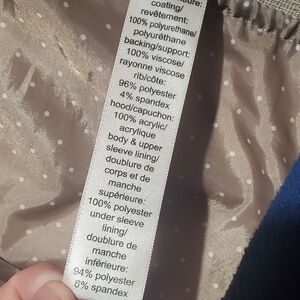 coating/
revêtement:
100% polyurethane/
polyuréthane
backing/support:
100% viscose/
rayonne viscose
rib/côte:
96% polyester
4% spandex
hood/capuchon:
100% acrylic/
acrylique
body & upper
sleeve lining/
doublure de
corps et de
manche
supérieure:
100% polyester
under sleeve
lining/
doublure de
manche
inférieure:
94% polyester
6% spandex